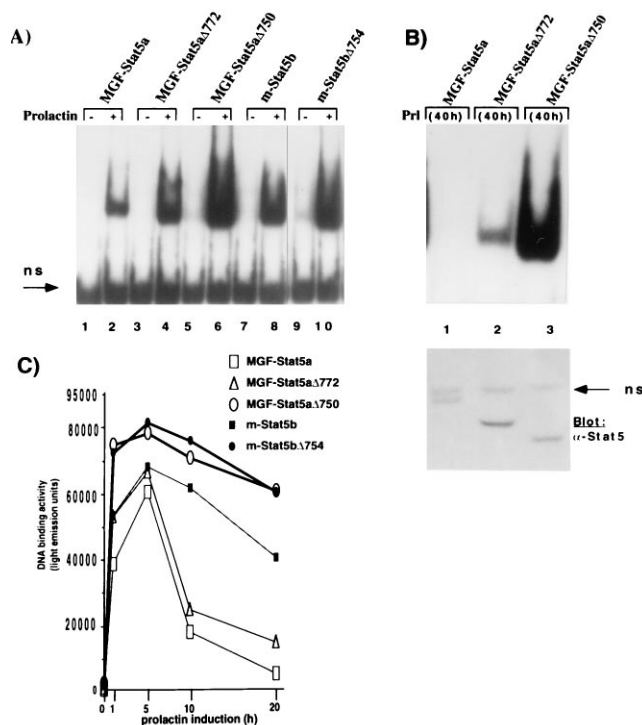 A)
MGF-Stat5a
MGF-Stat5aΔ772
MGF-Stat5aΔ750
m-Stat5b
m-Stat5bΔ754
Prolactin
- + - + - + - + - +
ns
1 2 3 4 5 6 7 8 9 10
B)
MGF-Stat5a
MGF-Stat5aΔ772
MGF-Stat5aΔ750
Prl (40h) (40h) (40h)
1 2 3
ns
Blot:
α-Stat5
C)
MGF-Stat5a
MGF-Stat5aΔ772
MGF-Stat5aΔ750
m-Stat5b
m-Stat5b.Δ754
DNA binding activity
(light emission units)
95000
80000
60000
40000
20000
0
0 1 5 10 20
prolactin induction (h)